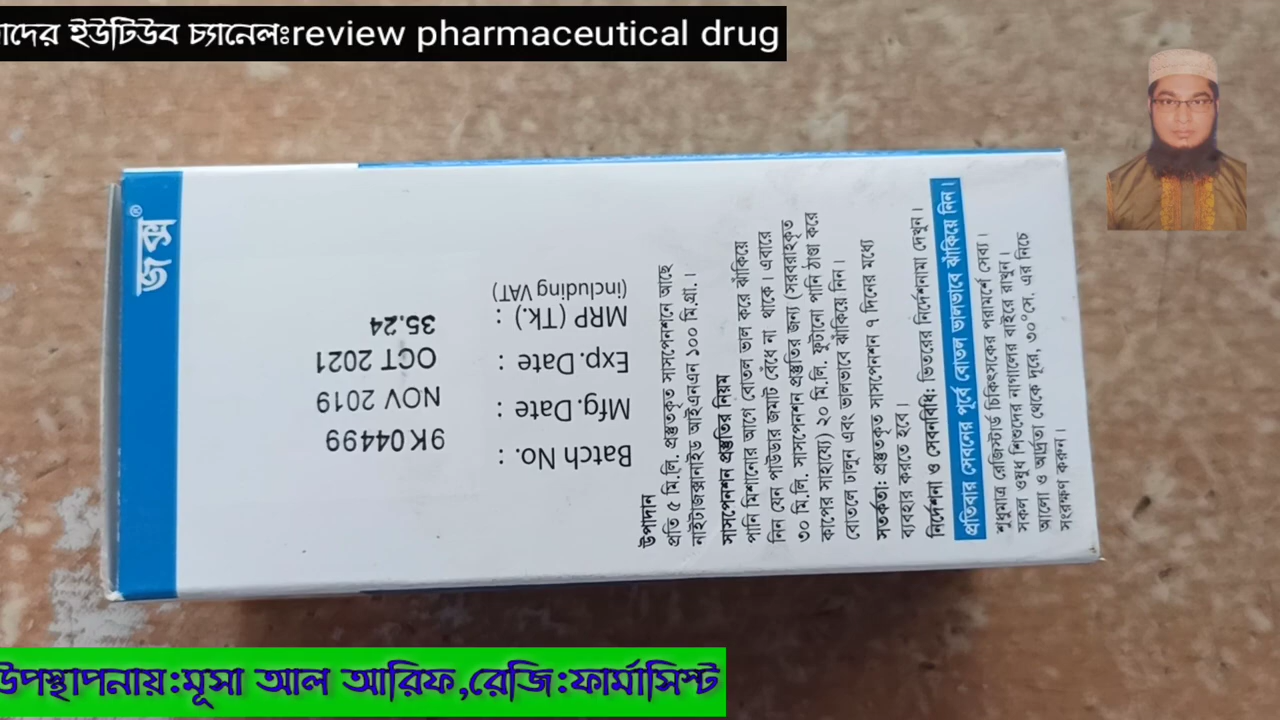 াদের ইউটিউব চ্যানেলঃreview pharmaceutical drug
জক্স®
Batch No. : 9K04499
Mfg.Date : NOV 2019
Exp.Date : OCT 2021
MRP (Tk.) : 35.24
(including VAT)
উপাদান
প্রতি ৫ মি.লি. প্রস্তুতকৃত সাসপেনশনে আছে
নাইটাজক্সানাইড আইএনএন ১০০ মি.গ্রা. ।
সাসপেনশন প্রস্তুতির নিয়ম
পানি মিশানোর আগে বোতল ভাল করে ঝাঁকিয়ে
নিন যেন পাউডার জমাট বেঁধে না থাকে। এবারে
৩০ মি.লি. সাসপেনশন প্রস্তুতির জন্য (সরবরাহকৃত
কাপের সাহায্যে) ২০ মি.লি. ফুটানো পানি ঠাণ্ডা করে
বোতলে ঢালুন এবং ভালভাবে ঝাঁকিয়ে নিন।
সতর্কতা: প্রস্তুতকৃত সাসপেনশন ৭ দিনের মধ্যে
ব্যবহার করতে হবে।
নির্দেশনা ও সেবনবিধি: ভিতরের নির্দেশনামা দেখুন।
প্রতিবার সেবনের পূর্বে বোতল ভালভাবে ঝাঁকিয়ে নিন।
শুধুমাত্র রেজিস্টার্ড চিকিৎসকের পরামর্শে সেব্য।
সকল ওষুধ শিশুদের নাগালের বাইরে রাখুন।
আলো ও আর্দ্রতা থেকে দূরে, ৩০°সে. এর নিচে
সংরক্ষণ করুন।
উপস্থাপনায়:মূসা আল আরিফ,রেজি:ফার্মাসিস্ট